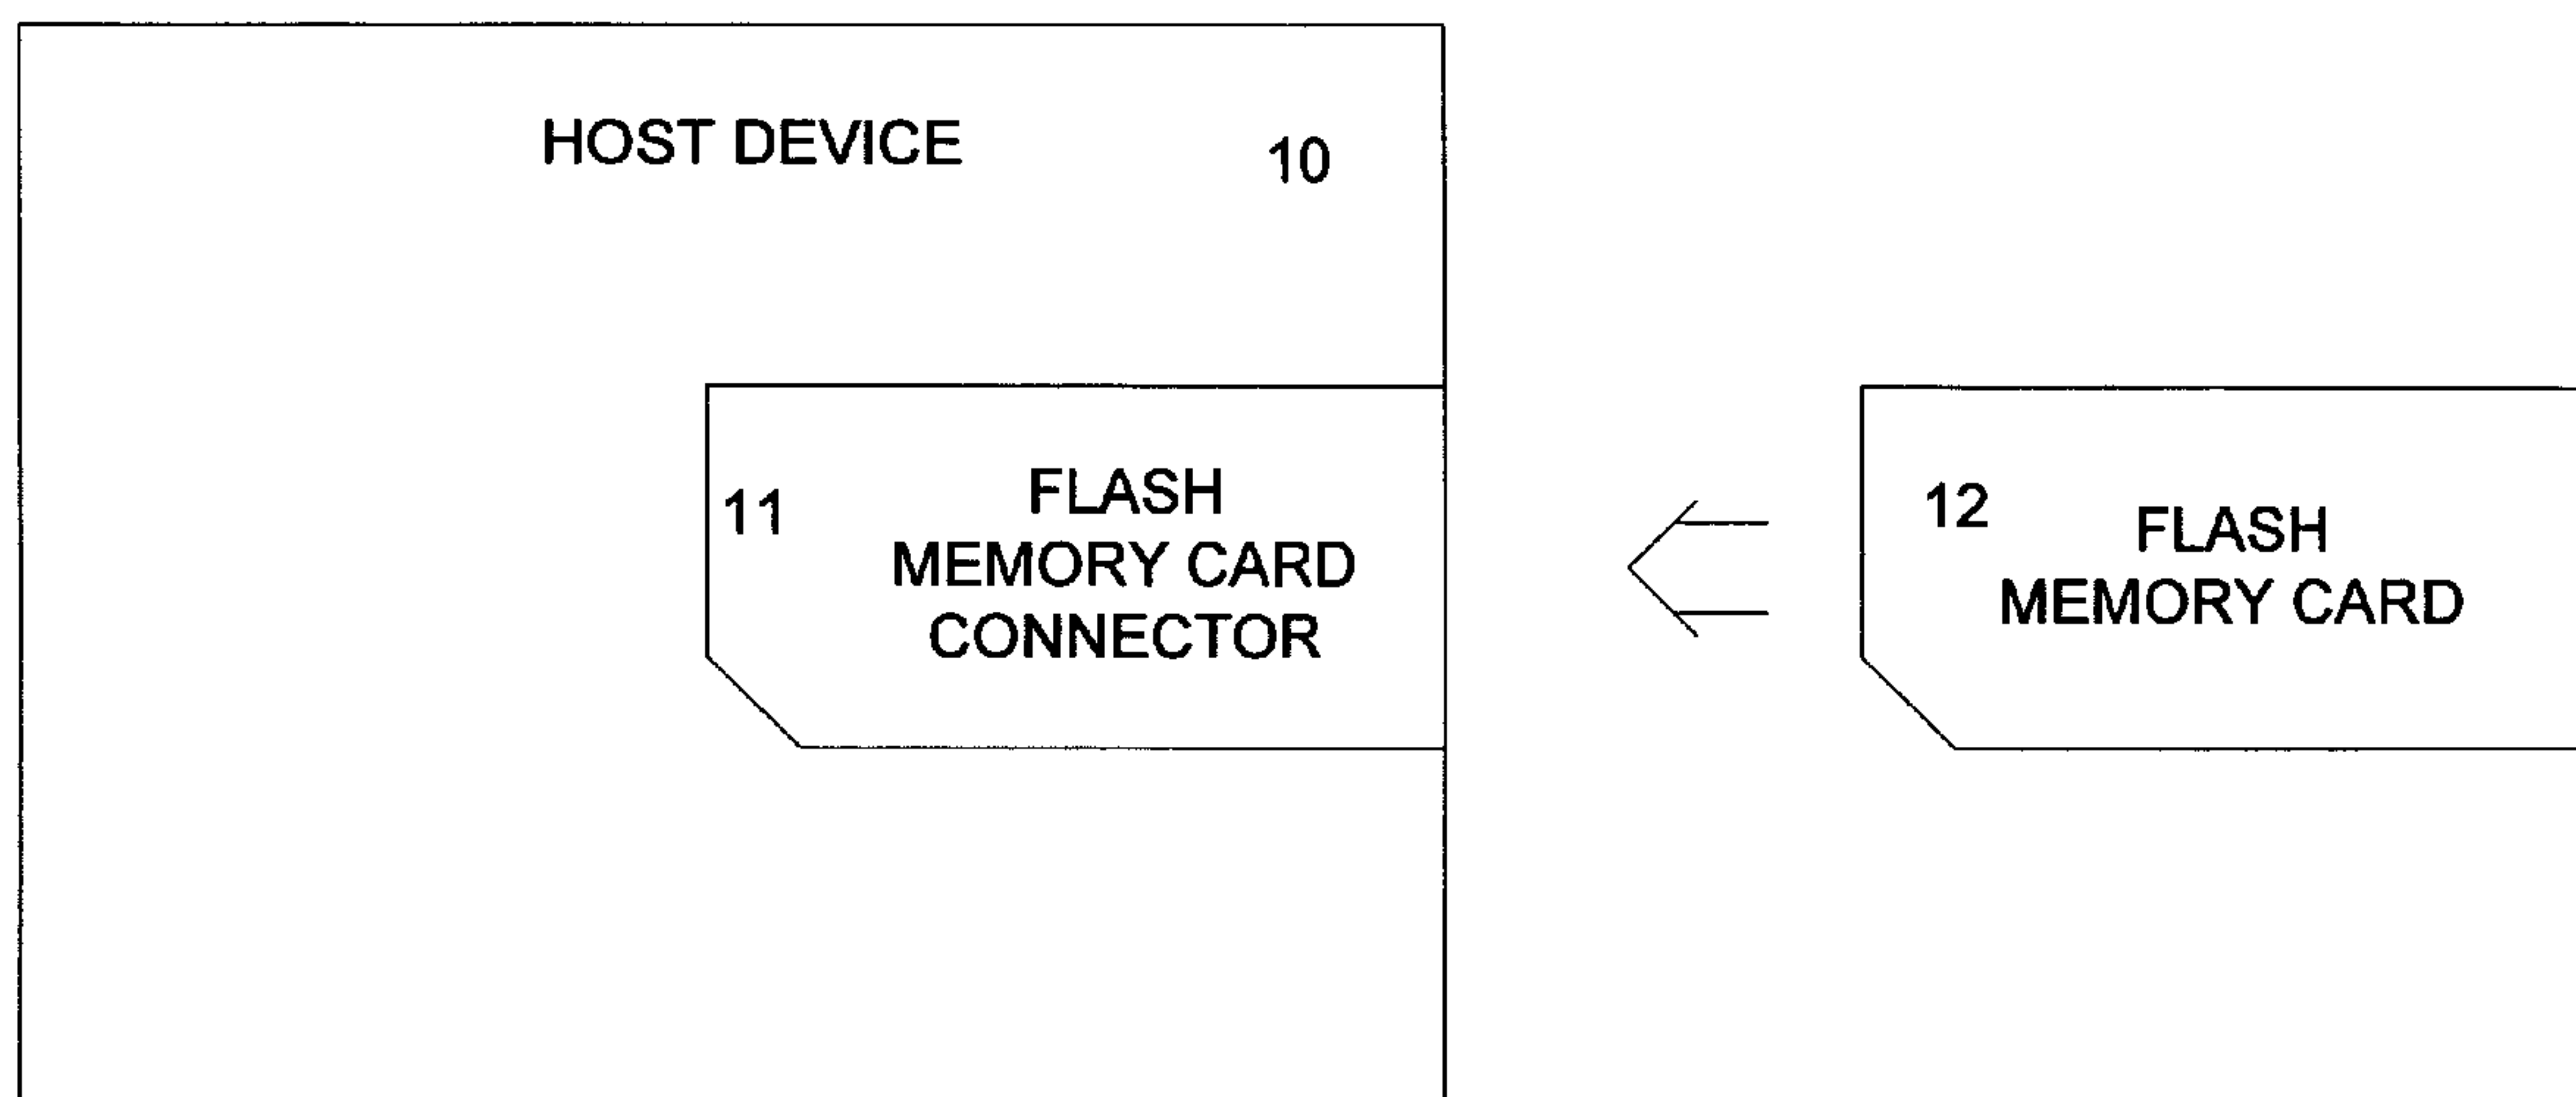 HOST DEVICE
10
11
FLASH
MEMORY CARD
CONNECTOR
12
FLASH
MEMORY CARD